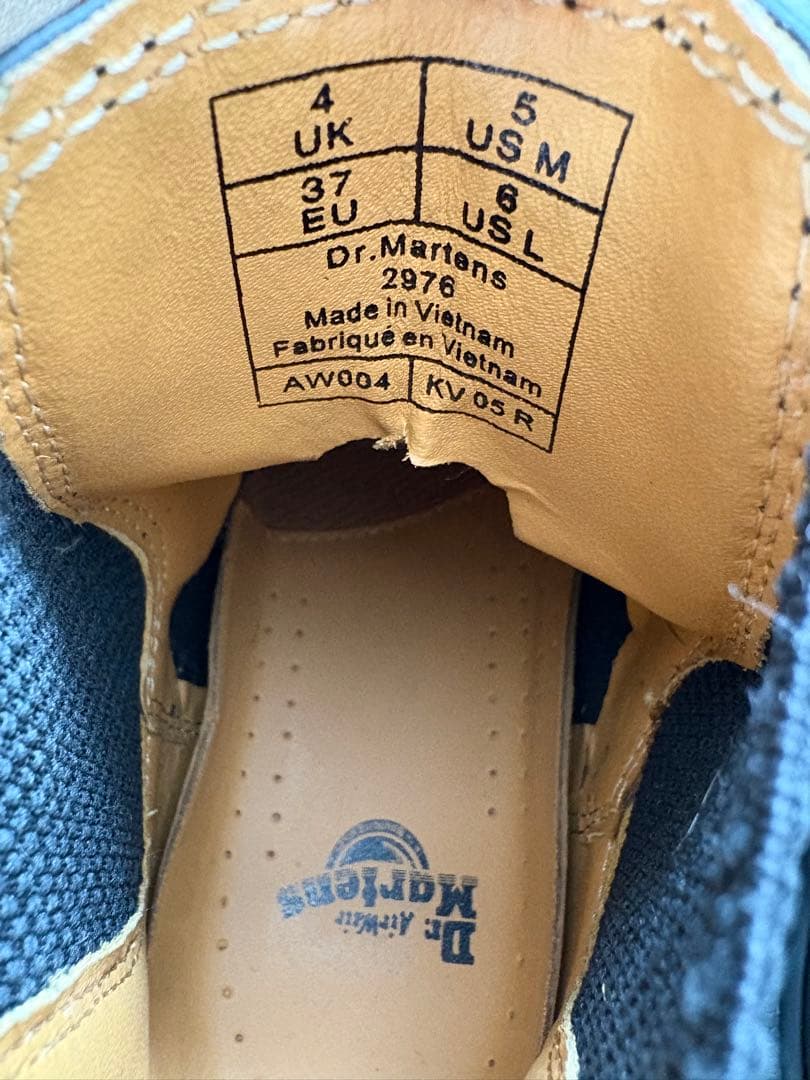 4 UK
5 US M
37 EU
6 US L
Dr. Martens
2976
Made in Vietnam
Fabriqué en Vietnam
AW004
KV 05 R
Dr. AirWair
Martens